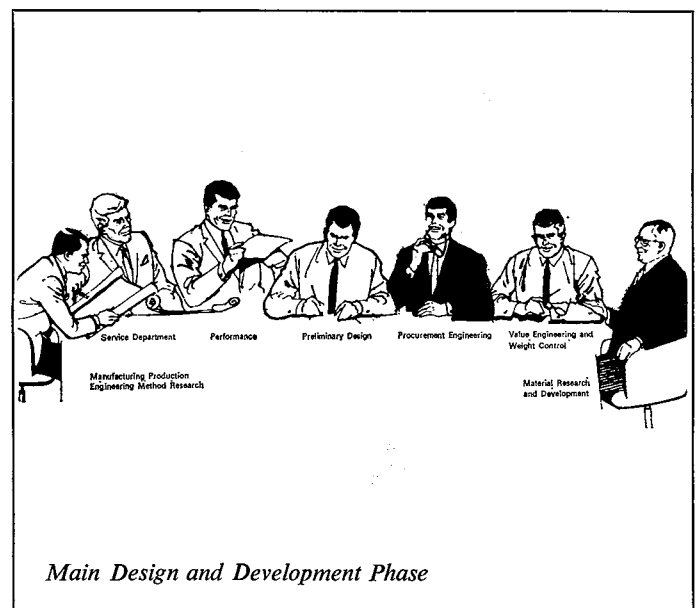 Service Department
Performance
Preliminary Design
Procurement Engineering
Value Engineering and
Weight Control
Manufacturing Production
Engineering Method Research
Material Research
and Development
Main Design and Development Phase